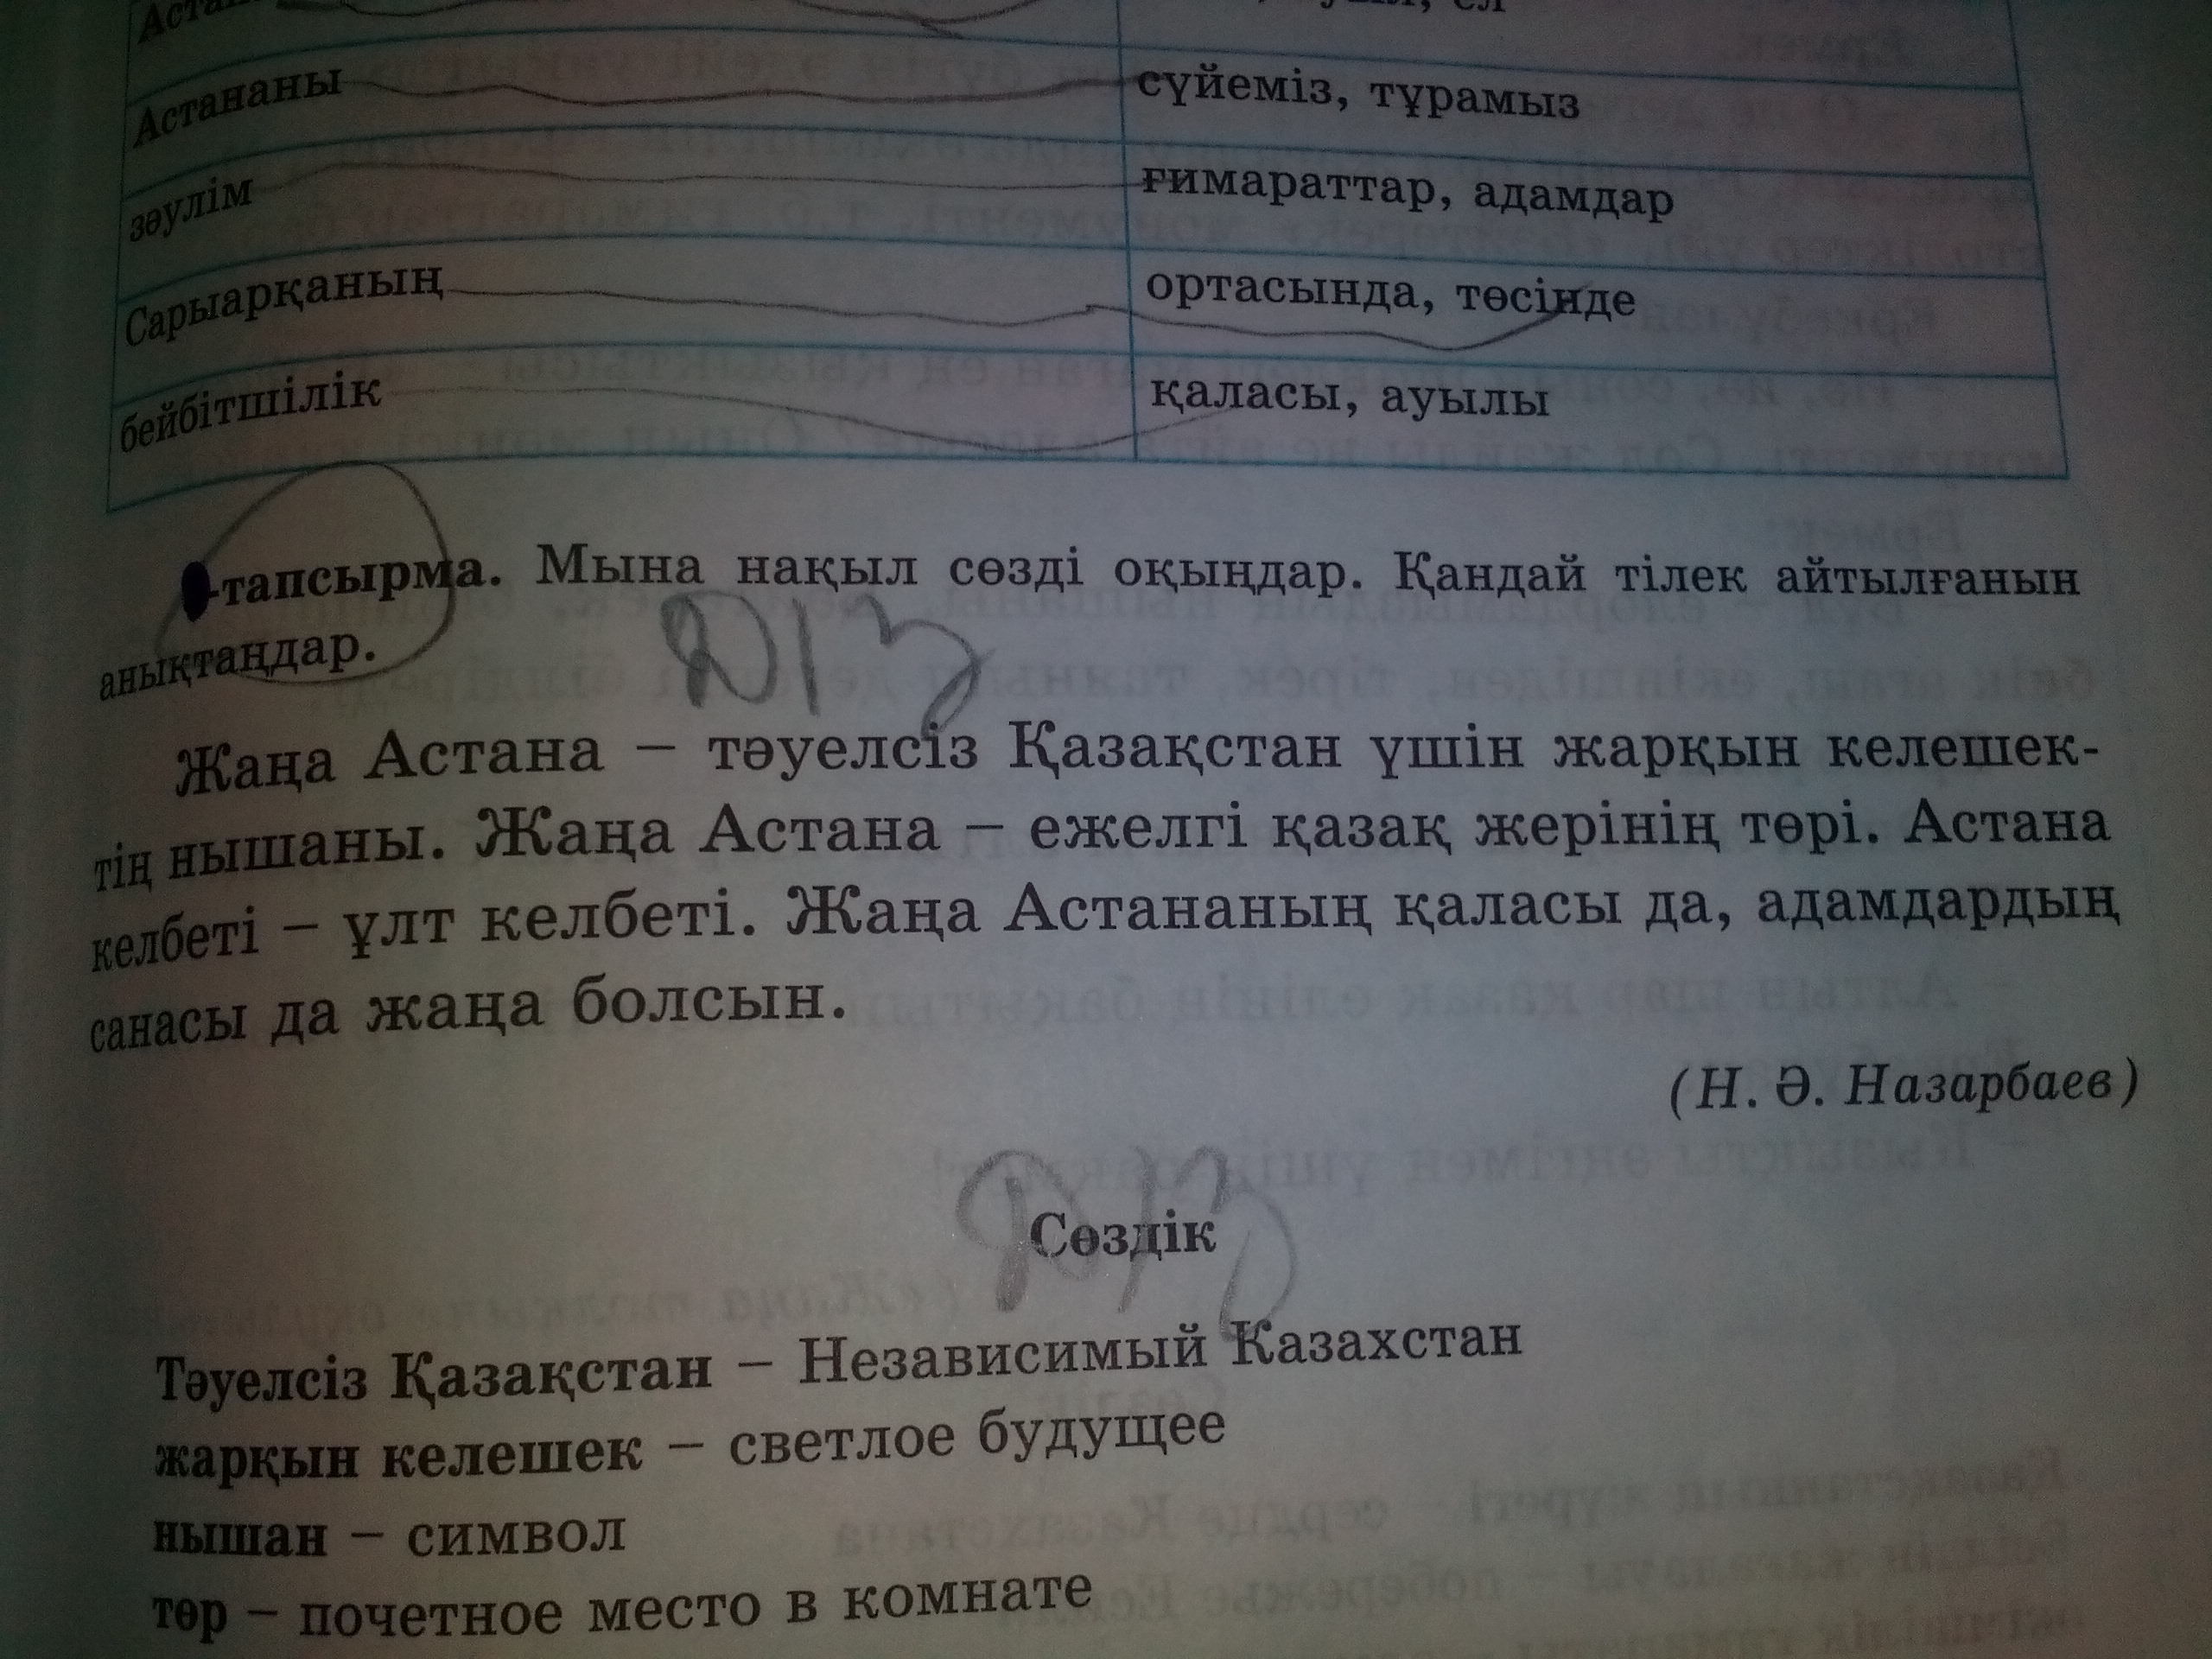 ел
Астананы сүйеміз, тұрамыз
зәулім ғимараттар, адамдар
Сарыарқаның ортасында, төсінде
бейбітшілік қаласы, ауылы
-тапсырма. Мына нақыл сөзді оқыңдар. Қандай тілек айтылғанын
анықтаңдар.
Д/З
Жаңа Астана – тәуелсіз Қазақстан үшін жарқын келешек-
тің нышаны. Жаңа Астана – ежелгі қазақ жерінің төрі. Астана
келбеті – ұлт келбеті. Жаңа Астананың қаласы да, адамдардың
санасы да жаңа болсын.
(Н. Ә. Назарбаев)
Д/З
Сөздік
Тәуелсіз Қазақстан – Независимый Казахстан
жарқын келешек – светлое будущее
нышан – символ
төр – почетное место в комнате